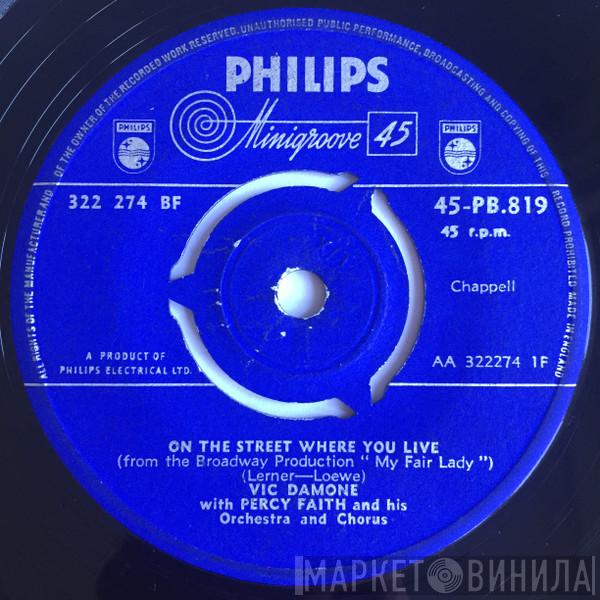 ALL RIGHTS OF THE MANUFACTURER AND OF THE OWNER OF THE RECORDED WORK RESERVED. UNAUTHORISED PUBLIC PERFORMANCE, BROADCASTING AND COPYING OF THIS RECORD PROHIBITED MADE IN ENGLAND
PHILIPS
Minigroove 45
PHILIPS
PHILIPS
322 274 BF
45-PB.819
45 r.p.m.
Chappell
A PRODUCT OF
PHILIPS ELECTRICAL LTD.
AA 322274 1F
ON THE STREET WHERE YOU LIVE
(from the Broadway Production “ My Fair Lady ”)
(Lerner—Loewe)
VIC DAMONE
with PERCY FAITH and his
Orchestra and Chorus
МАРКЕТ ВИНИЛА